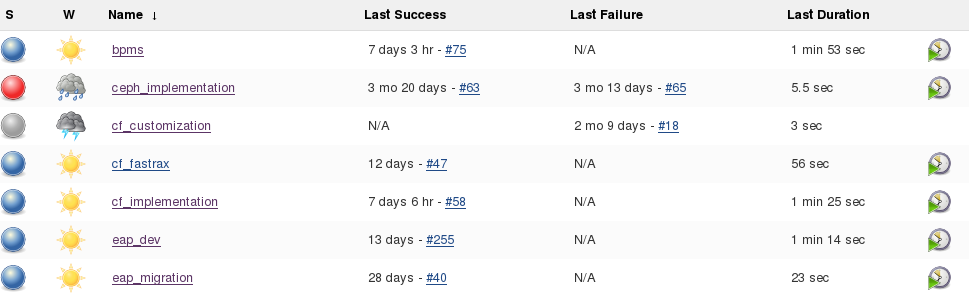 S W Name ↓ Last Success Last Failure Last Duration
bpms 7 days 3 hr - #75 N/A 1 min 53 sec
ceph_implementation 3 mo 20 days - #63 3 mo 13 days - #65 5.5 sec
cf_customization N/A 2 mo 9 days - #18 3 sec
cf_fastrax 12 days - #47 N/A 56 sec
cf_implementation 7 days 6 hr - #58 N/A 1 min 25 sec
eap_dev 13 days - #255 N/A 1 min 14 sec
eap_migration 28 days - #40 N/A 23 sec